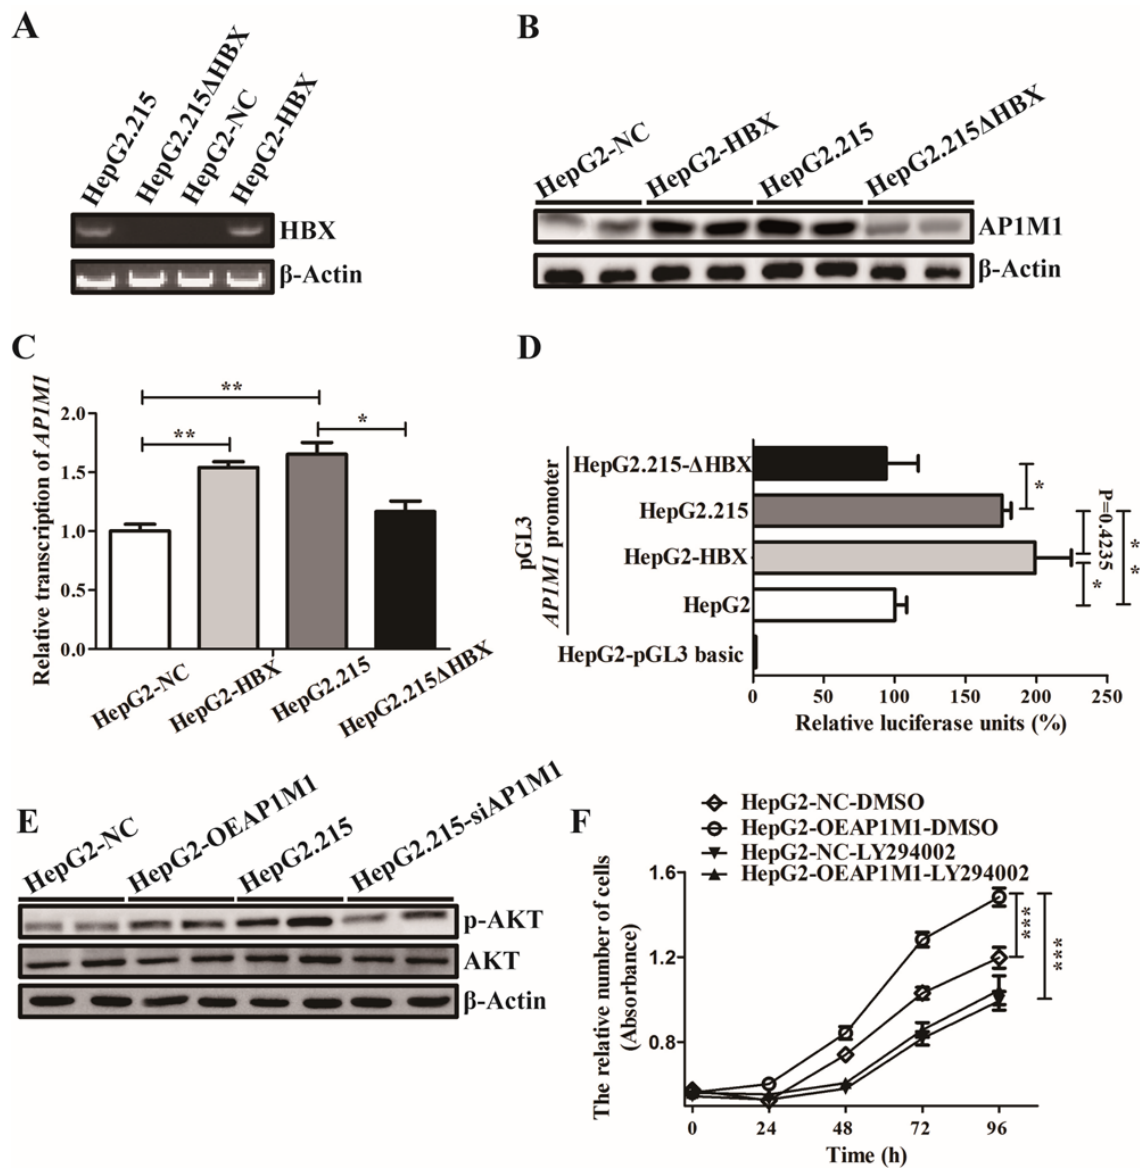 A
HepG2.215
HepG2.215ΔHBX
HepG2-NC
HepG2-HBX
HBX
β-Actin
B
HepG2-NC
HepG2-HBX
HepG2.215
HepG2.215ΔHBX
AP1M1
β-Actin
C
Relative transcription of AP1M1
2.0
1.5
1.0
0.5
0.0
**
**
*
HepG2-NC
HepG2-HBX
HepG2.215
HepG2.215ΔHBX
D
pGL3
AP1M1 promoter
HepG2.215-ΔHBX
HepG2.215
HepG2-HBX
HepG2
HepG2-pGL3 basic
*
P=0.4235
*
**
0
50
100
150
200
250
Relative luciferase units (%)
E
HepG2-NC
HepG2-OEAP1M1
HepG2.215
HepG2.215-siAP1M1
p-AKT
AKT
β-Actin
F
HepG2-NC-DMSO
HepG2-OEAP1M1-DMSO
HepG2-NC-LY294002
HepG2-OEAP1M1-LY294002
The relative number of cells
(Absorbance)
1.6
1.2
0.8
***
***
0
24
48
72
96
Time (h)